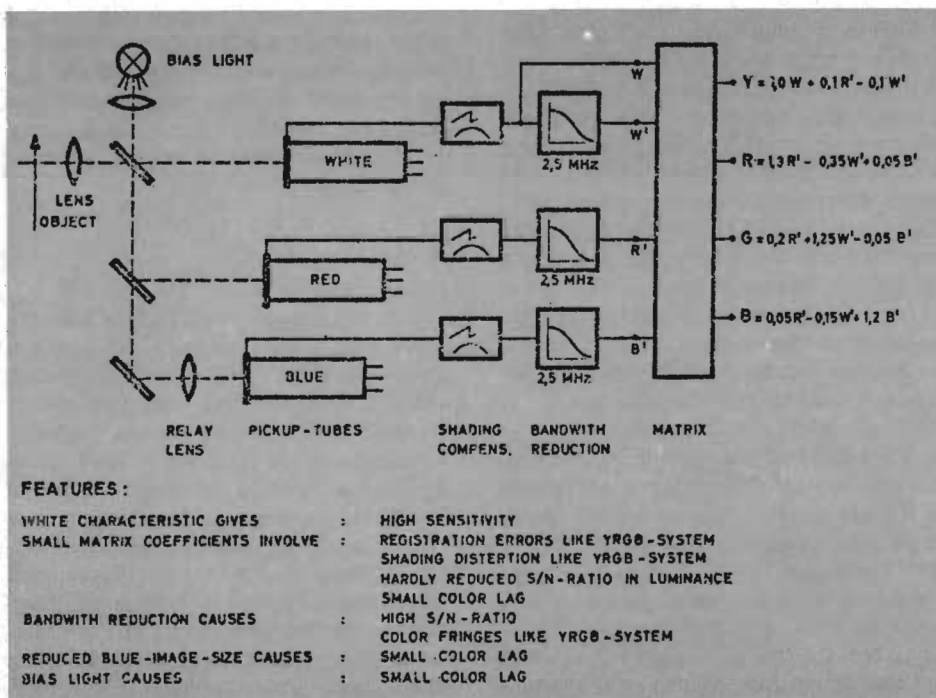 BIAS LIGHT
W
Y = 1,0 W + 0,1 R' - 0,1 W'
WHITE
2,5 MHz
W'
R = 1,3 R' - 0,35 W' + 0,05 B'
LENS
OBJECT
RED
2,5 MHz
R'
G = 0,2 R' + 1,25 W' - 0,05 B'
BLUE
2,5 MHz
B'
B = 0,05 R' - 0,15 W' + 1,2 B'
RELAY LENS
PICKUP-TUBES
SHADING COMPENS.
BANDWITH REDUCTION
MATRIX
FEATURES :
WHITE CHARACTERISTIC GIVES : HIGH SENSITIVITY
SMALL MATRIX COEFFICIENTS INVOLVE : REGISTRATION ERRORS LIKE YRGB-SYSTEM
SHADING DISTERTION LIKE YRGB-SYSTEM
HARDLY REDUCED S/N-RATIO IN LUMINANCE
SMALL COLOR LAG
BANDWITH REDUCTION CAUSES : HIGH S/N-RATIO
COLOR FRINGES LIKE YRGB-SYSTEM
REDUCED BLUE-IMAGE-SIZE CAUSES : SMALL COLOR LAG
BIAS LIGHT CAUSES : SMALL COLOR LAG